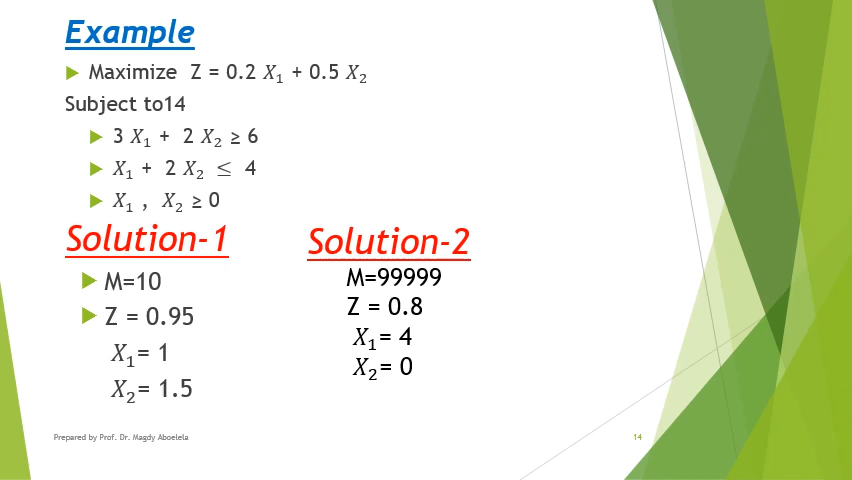 Example
Maximize Z = 0.2 𝑋₁ + 0.5 𝑋₂
Subject to14
3 𝑋₁ + 2 𝑋₂ ≥ 6
𝑋₁ + 2 𝑋₂ ≤ 4
𝑋₁ , 𝑋₂ ≥ 0
Solution-1
M=10
Z = 0.95
𝑋₁= 1
𝑋₂= 1.5
Solution-2
M=99999
Z = 0.8
𝑋₁= 4
𝑋₂= 0
Prepared by Prof. Dr. Magdy Aboelela
14